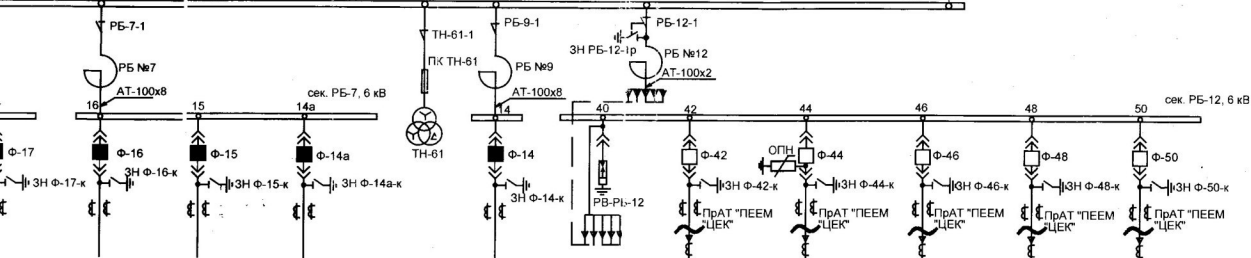 РБ-7-1
ТН-61-1
РБ-9-1
РБ-12-1
ЗН РБ-12-1р
РБ №7
ПК ТН-61
РБ №9
РБ №12
АТ-100х8
АТ-100х8
АТ-100х2
сек. РБ-7, 6 кВ
сек. РБ-12, 6 кВ
16
15
14а
4
40
42
44
46
48
50
Ф-17
Ф-16
Ф-15
Ф-14а
ТН-61
Ф-14
Ф-42
ОПН
Ф-44
Ф-46
Ф-48
Ф-50
ЗН Ф-17-к
ЗН Ф-16-к
ЗН Ф-15-к
ЗН Ф-14а-к
ЗН Ф-14-к
РВ-РБ-12
ЗН Ф-42-к
ЗН Ф-44-к
ЗН Ф-46-к
ЗН Ф-48-к
ЗН Ф-50-к
ПрАТ "ПЕЕМ
"ЦЕК"
ПрАТ "ПЕЕМ
"ЦЕК"
ПрАТ "ПЕЕМ
"ЦЕК"
ПрАТ "ПЕЕМ
"ЦЕК"
ПрАТ "ПЕЕМ
"ЦЕК"